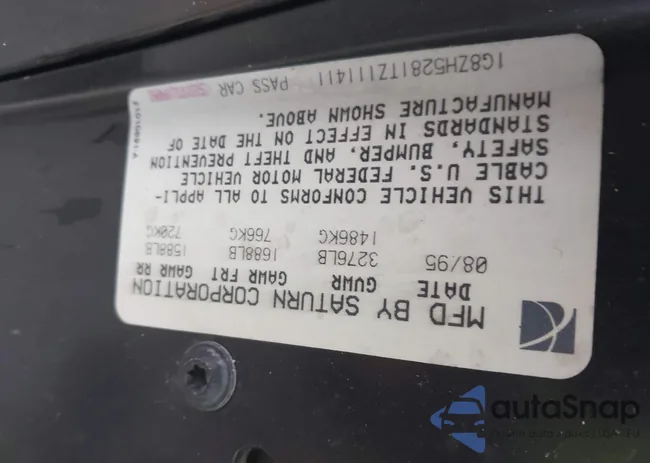 MFD BY SATURN CORPORATION
DATE GVWR GAWR FRT GAWR RR
08/95 3276LB 1688LB 1588LB
1486KG 766KG 720KG
THIS VEHICLE CONFORMS TO ALL APPLI-
CABLE U.S. FEDERAL MOTOR VEHICLE
SAFETY, BUMPER, AND THEFT PREVENTION
STANDARDS IN EFFECT ON THE DATE OF
MANUFACTURE SHOWN ABOVE.
1G8ZH5281TZ111411 PASS CAR
autoSnap